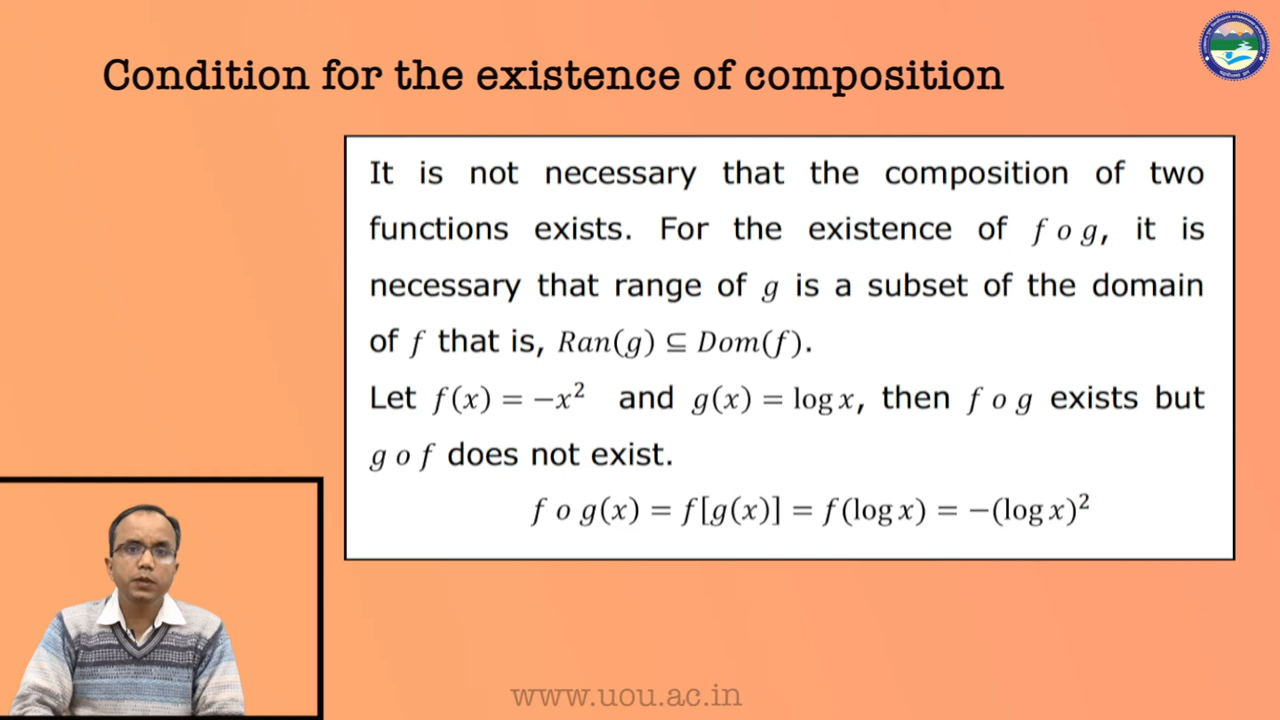 Condition for the existence of composition
It is not necessary that the composition of two
functions exists. For the existence of f o g, it is
necessary that range of g is a subset of the domain
of f that is, Ran(g) ⊆ Dom(f).
Let f(x) = −x² and g(x) = log x, then f o g exists but
g o f does not exist.
f o g(x) = f[g(x)] = f(log x) = −(log x)²
www.uou.ac.in